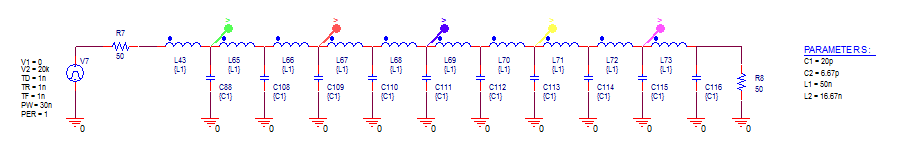 R7
50
V7
V1 = 0
V2 = 20k
TD = 1n
TR = 1n
TF = 1n
PW = 30n
PER = 1
0
V
V
V
V
V
L43
{L1}
L65
{L1}
L66
{L1}
L67
{L1}
L68
{L1}
L69
{L1}
L70
{L1}
L71
{L1}
L72
{L1}
L73
{L1}
C88
{C1}
C108
{C1}
C109
{C1}
C110
{C1}
C111
{C1}
C112
{C1}
C113
{C1}
C114
{C1}
C115
{C1}
C116
{C1}
0
0
0
0
0
0
0
0
0
0
R8
50
0
PARAMETERS:
C1 = 20p
C2 = 6.67p
L1 = 50n
L2 = 16.67n